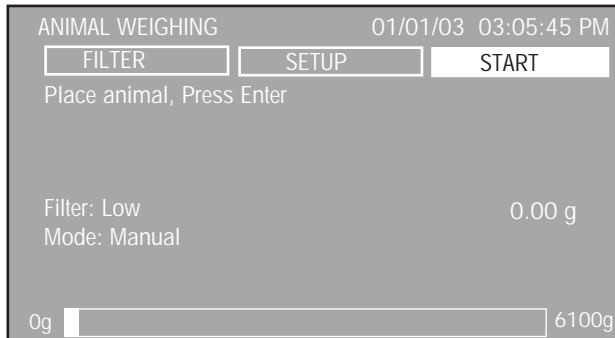 ANIMAL WEIGHING 01/01/03 03:05:45 PM
FILTER SETUP START
Place animal, Press Enter
Filter: Low 0.00 g
Mode: Manual
0g 6100g